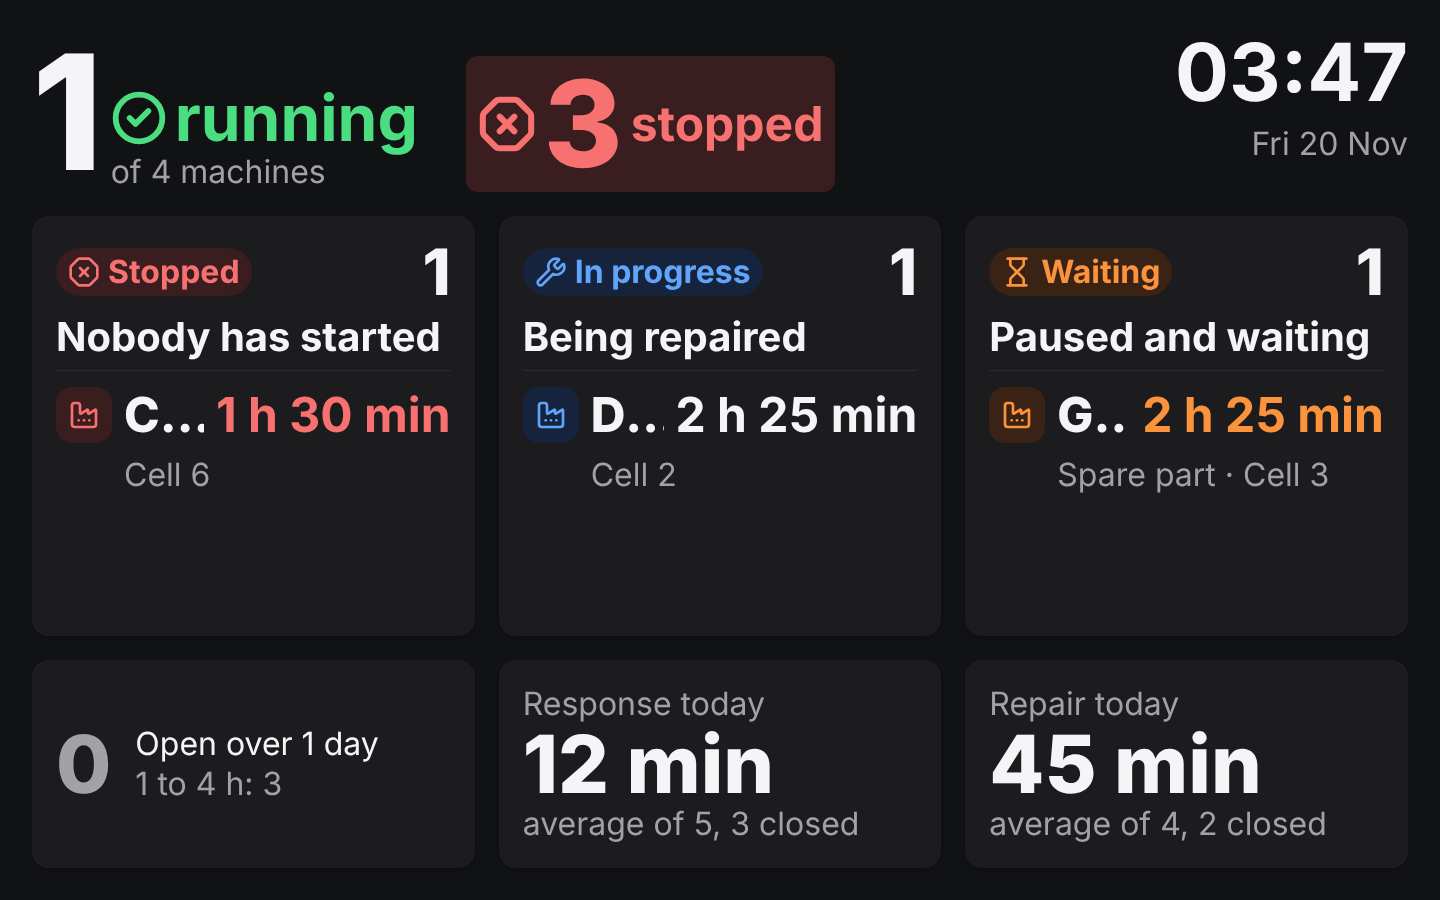 1 running
of 4 machines
3 stopped
03:47
Fri 20 Nov
Stopped 1
Nobody has started
C... 1 h 30 min
Cell 6
In progress 1
Being repaired
D... 2 h 25 min
Cell 2
Waiting 1
Paused and waiting
G.. 2 h 25 min
Spare part · Cell 3
0
Open over 1 day
1 to 4 h: 3
Response today
12 min
average of 5, 3 closed
Repair today
45 min
average of 4, 2 closed